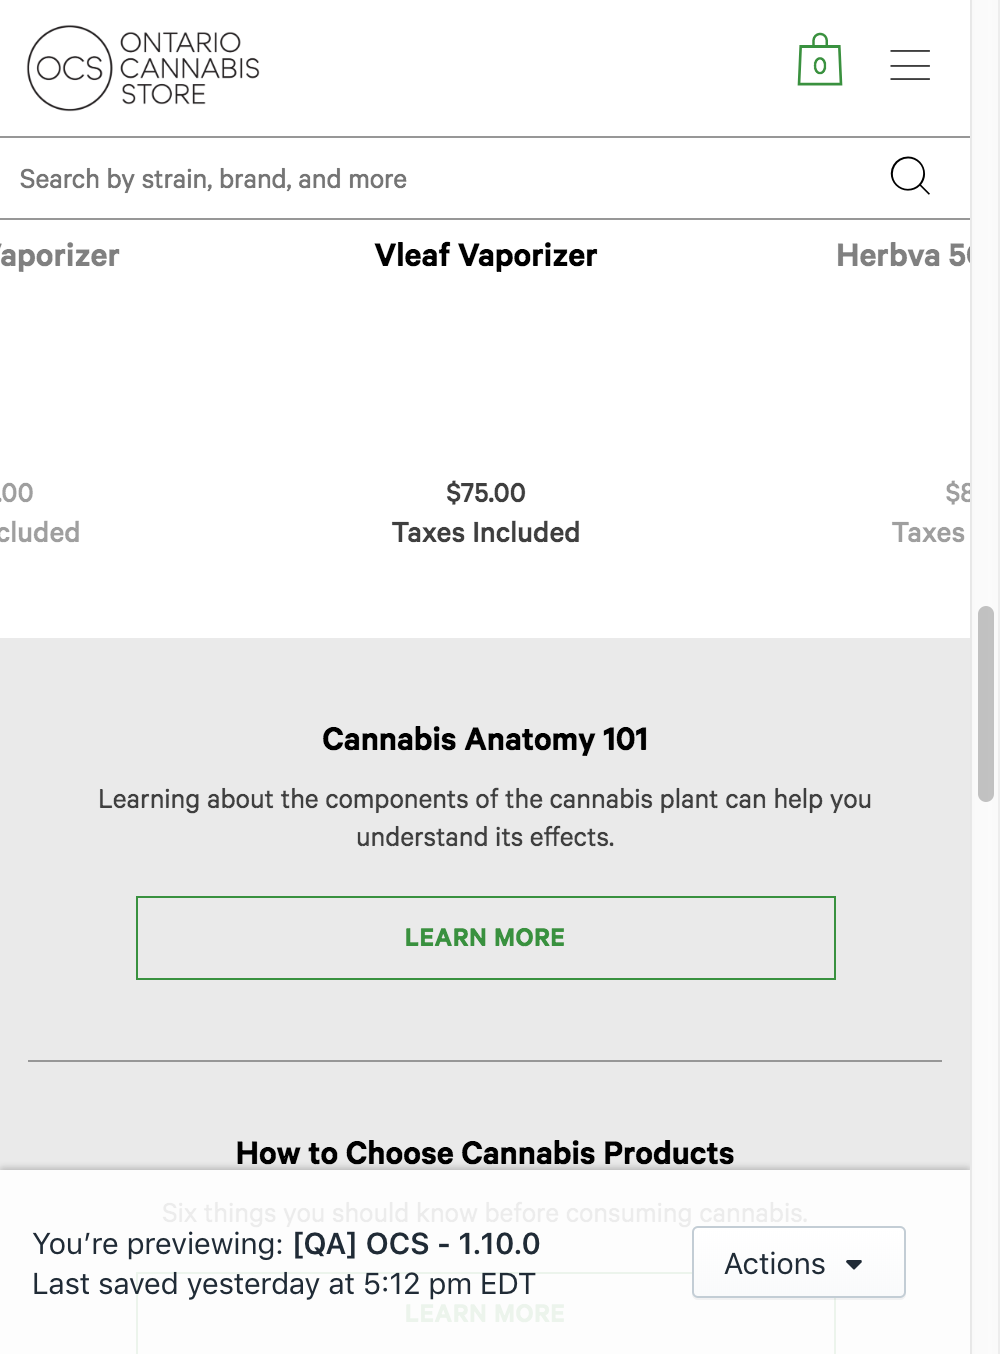 OCS
ONTARIO
CANNABIS
STORE
0
Search by strain, brand, and more
aporizer
Vleaf Vaporizer
Herbva 5
.00
$75.00
$8
cluded
Taxes Included
Taxes
Cannabis Anatomy 101
Learning about the components of the cannabis plant can help you
understand its effects.
LEARN MORE
How to Choose Cannabis Products
Six things you should know before consuming cannabis.
You’re previewing: [QA] OCS - 1.10.0
Actions
Last saved yesterday at 5:12 pm EDT
LEARN MORE